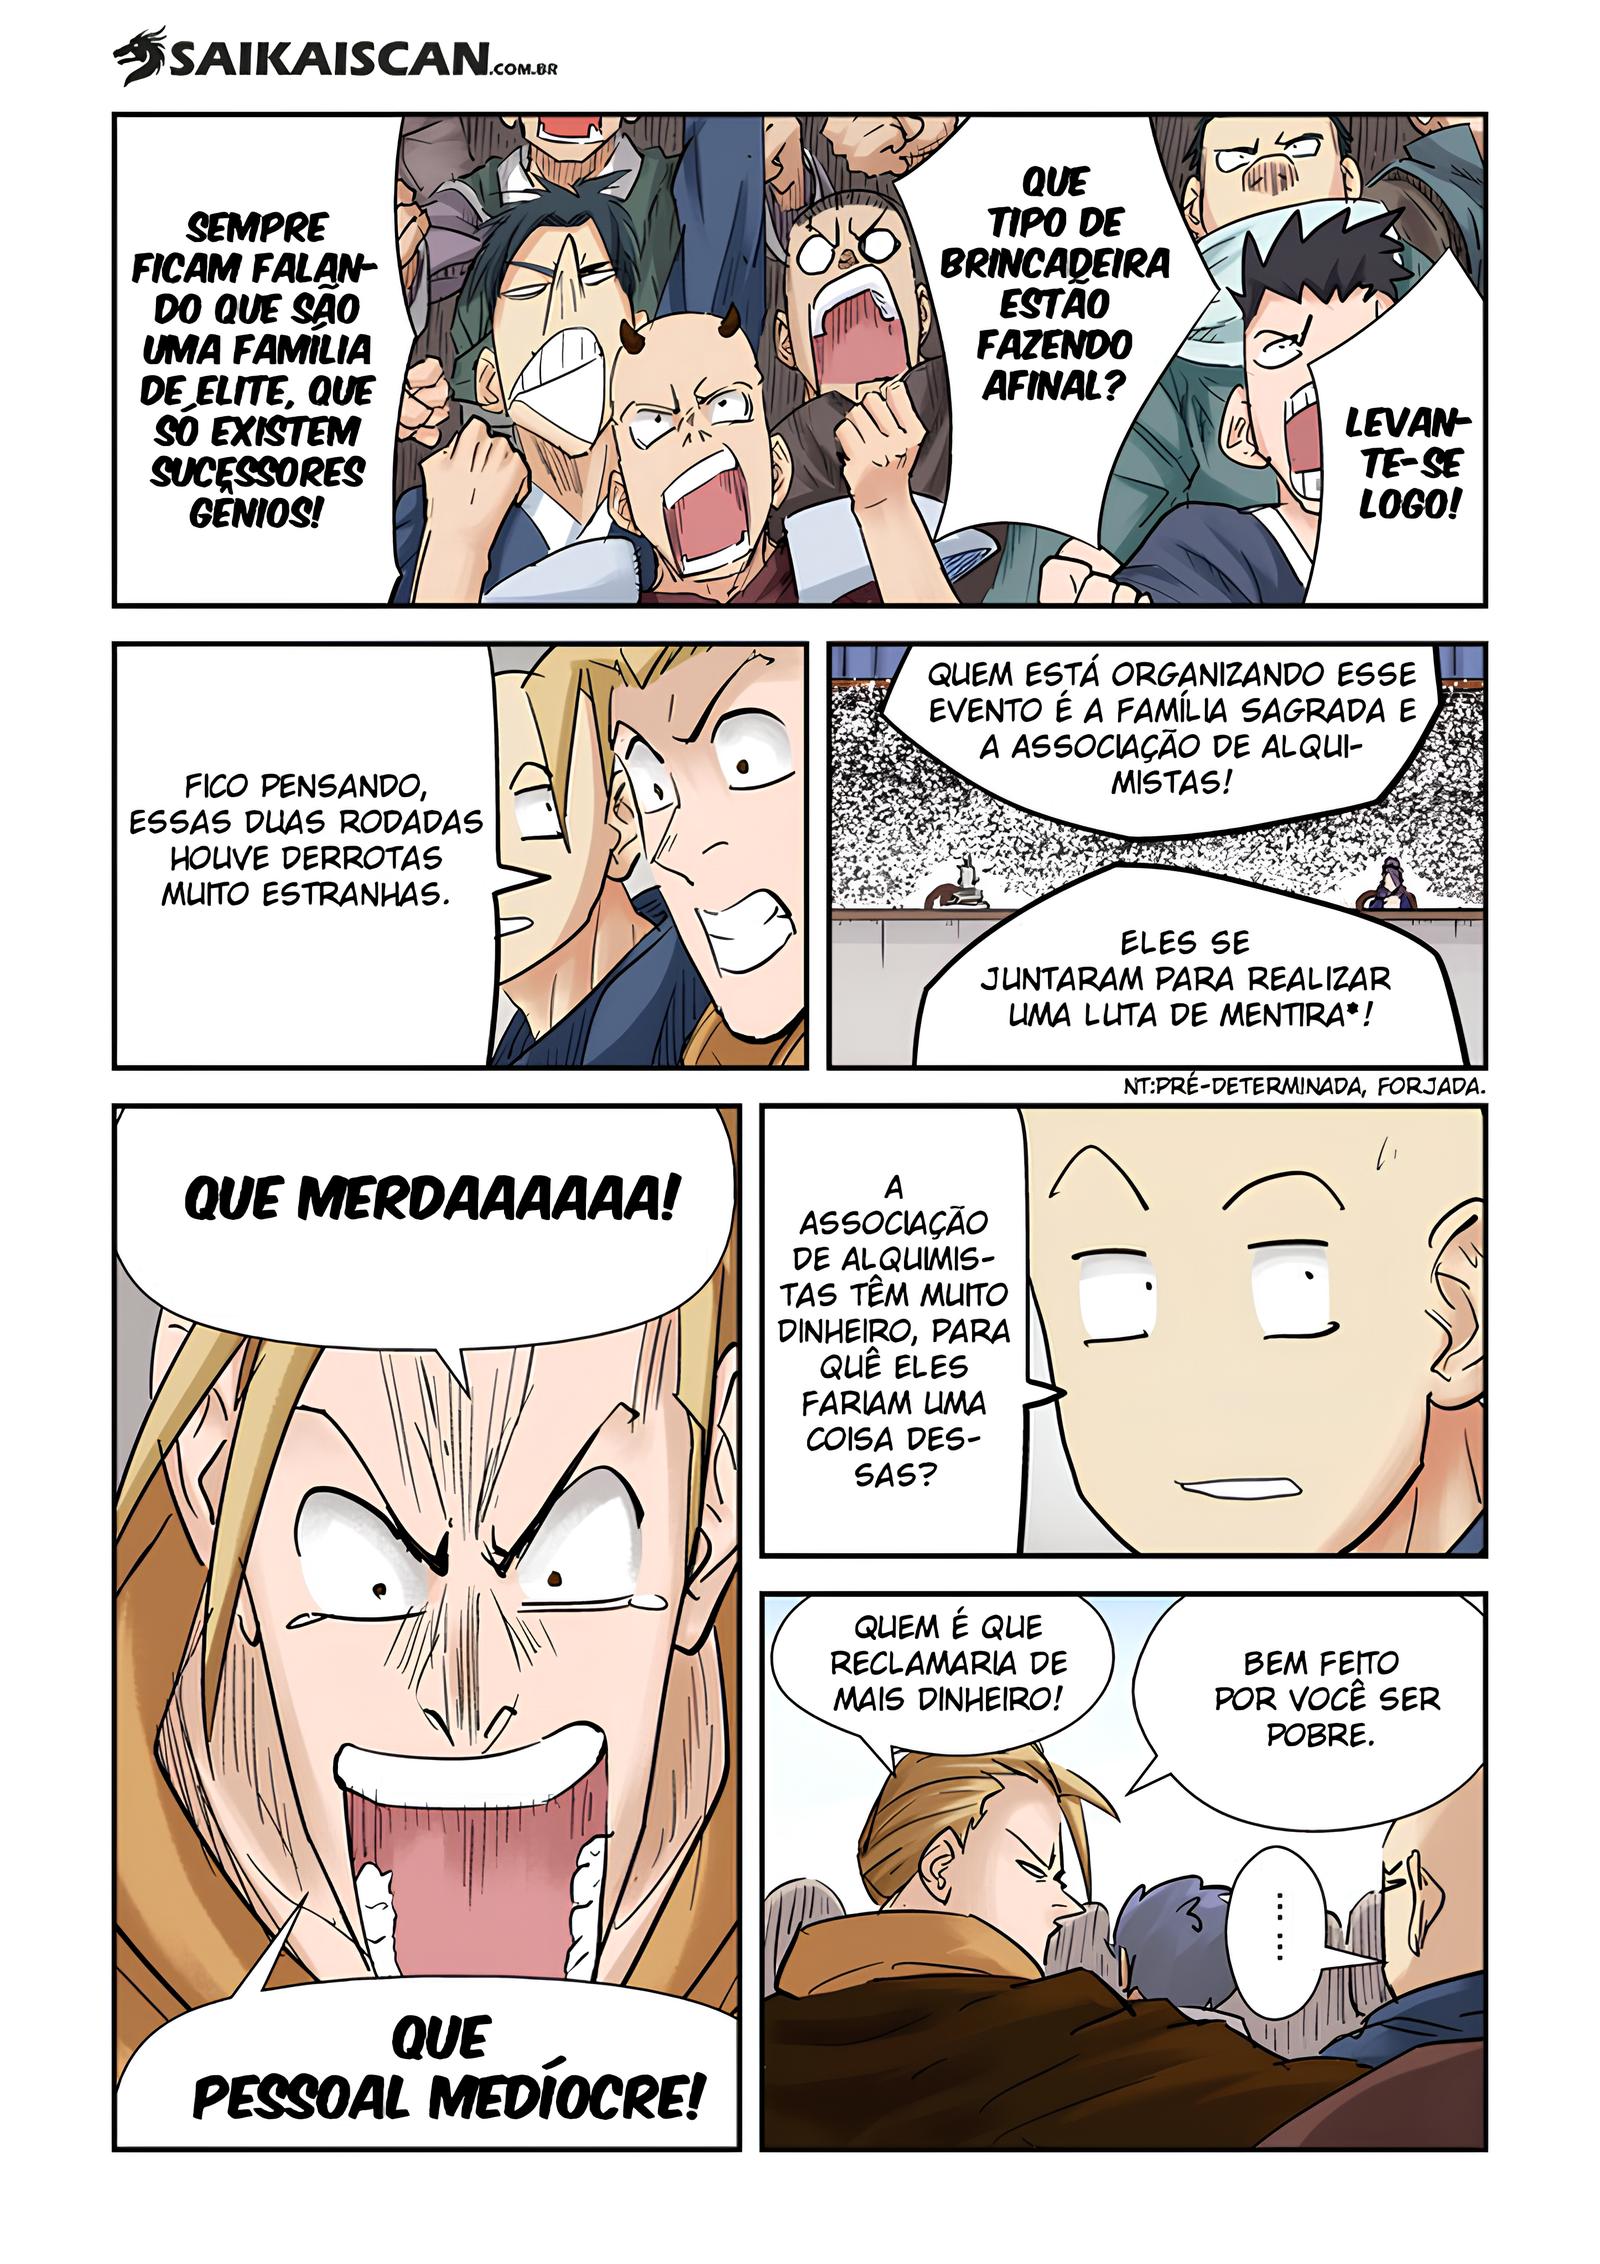 SAIKAISCAN.COM.BR
QUE
TIPO DE
BRINCADEIRA
ESTÃO
FAZENDO
AFINAL?
LEVAN-
TE-SE
LOGO!
SEMPRE
FICAM FALAN-
DO QUE SÃO
UMA FAMÍLIA
DE ELITE, QUE
SÓ EXISTEM
SUCESSORES
GÊNIOS!
QUEM ESTÁ ORGANIZANDO ESSE
EVENTO É A FAMÍLIA SAGRADA E
A ASSOCIAÇÃO DE ALQUI-
MISTAS!
ELES SE
JUNTARAM PARA REALIZAR
UMA LUTA DE MENTIRA*!
NT:PRÉ-DETERMINADA, FORJADA.
FICO PENSANDO,
ESSAS DUAS RODADAS
HOUVE DERROTAS
MUITO ESTRANHAS.
A
ASSOCIAÇÃO
DE ALQUIMIS-
TAS TÊM MUITO
DINHEIRO, PARA
QUÊ ELES
FARIAM UMA
COISA DES-
SAS?
QUE MERDAAAAAA!
QUE
PESSOAL MEDÍOCRE!
BEM FEITO
POR VOCÊ SER
POBRE.
QUEM É QUE
RECLAMARIA DE
MAIS DINHEIRO!
......